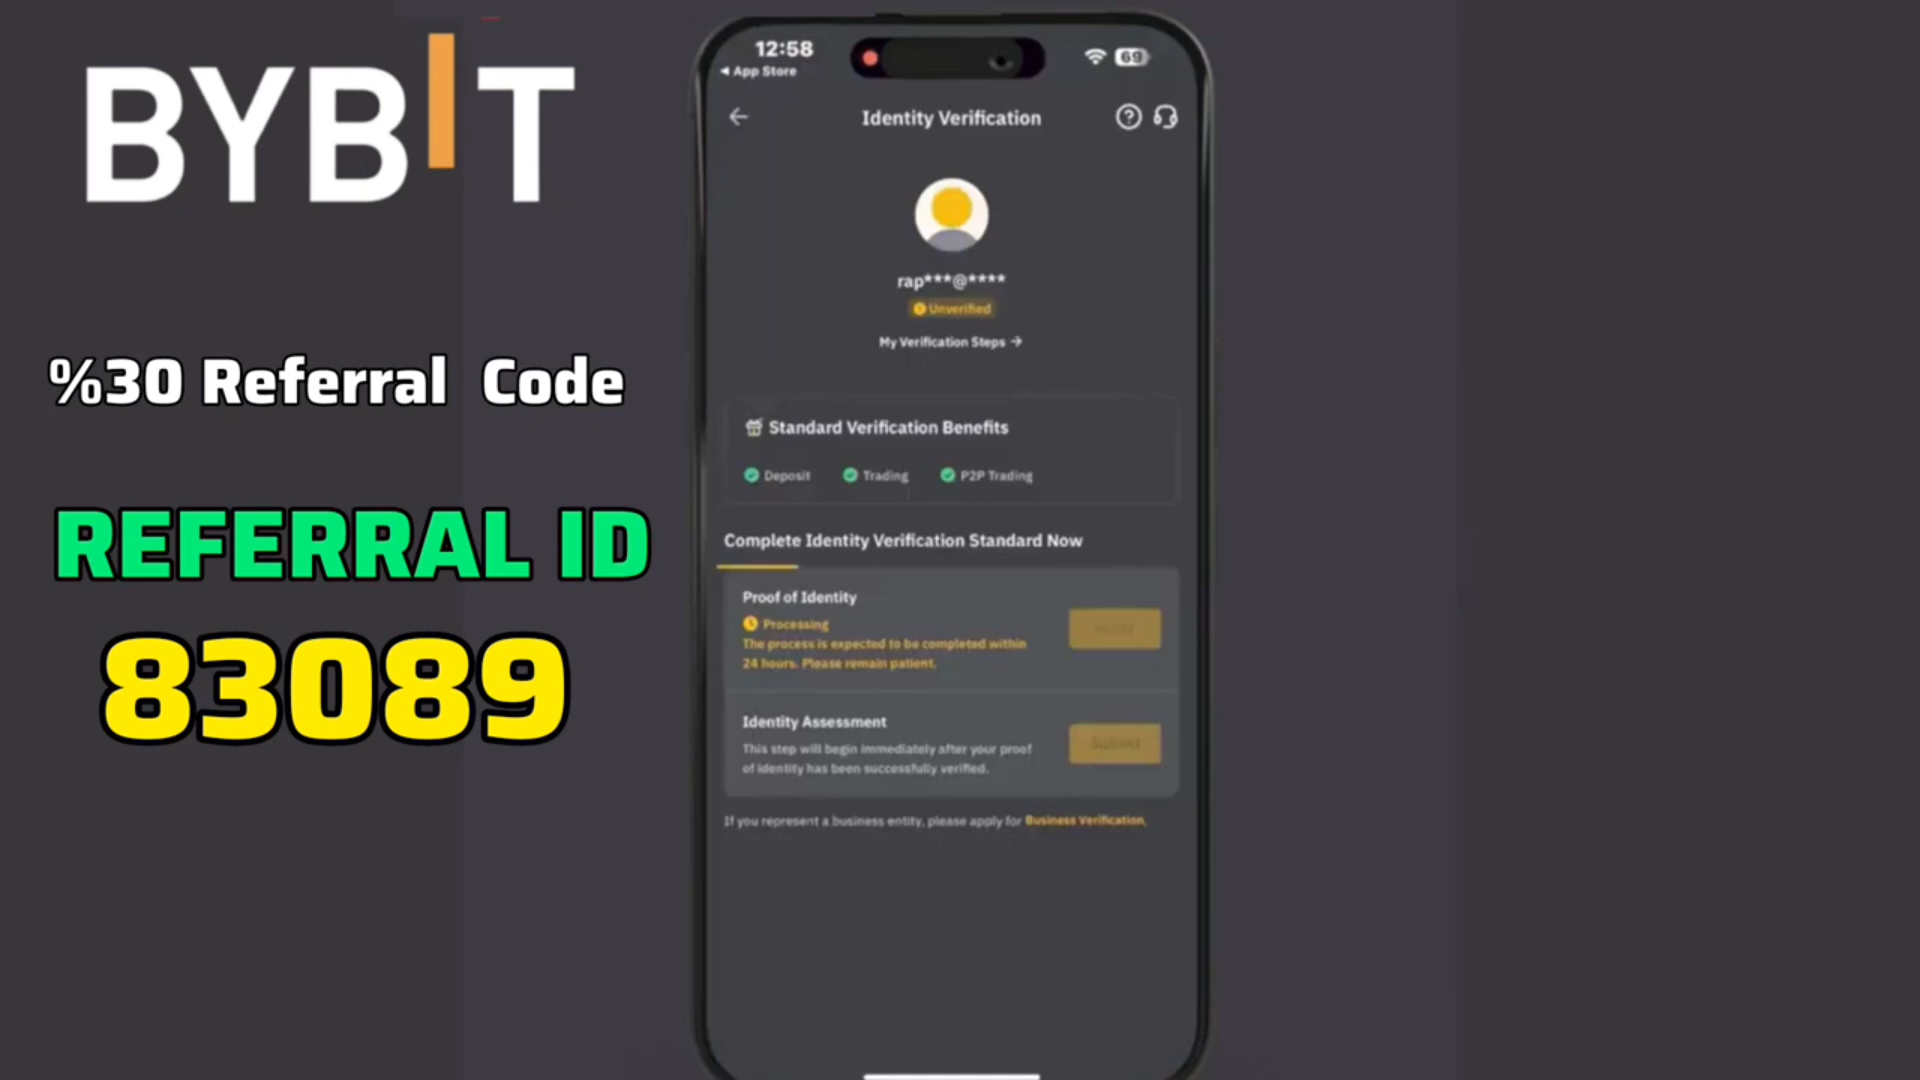 BYBIT
%30 Referral Code
REFERRAL ID
83089
12:58
69
◀ App Store
Identity Verification
rap***@****
Unverified
My Verification Steps →
Standard Verification Benefits
Deposit
Trading
P2P Trading
Complete Identity Verification Standard Now
Proof of Identity
Processing
The process is expected to be completed within
24 hours. Please remain patient.
Identity Assessment
This step will begin immediately after your proof
of identity has been successfully verified.
Submit
If you represent a business entity, please apply for Business Verification.